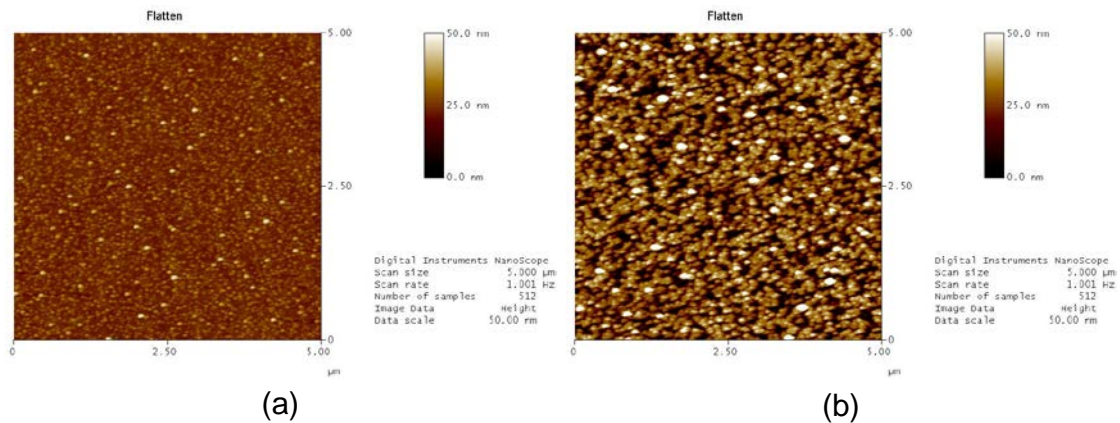 Flatten
5.00
2.50
0
0
2.50
5.00
µm
50.0 nm
25.0 nm
0.0 nm
Digital Instruments NanoScope
Scan size 5.000 µm
Scan rate 1.001 Hz
Number of samples 512
Image Data Height
Data scale 50.00 nm
(a)
Flatten
5.00
2.50
0
0
2.50
5.00
µm
50.0 nm
25.0 nm
0.0 nm
Digital Instruments NanoScope
Scan size 5.000 µm
Scan rate 1.001 Hz
Number of samples 512
Image Data Height
Data scale 50.00 nm
(b)